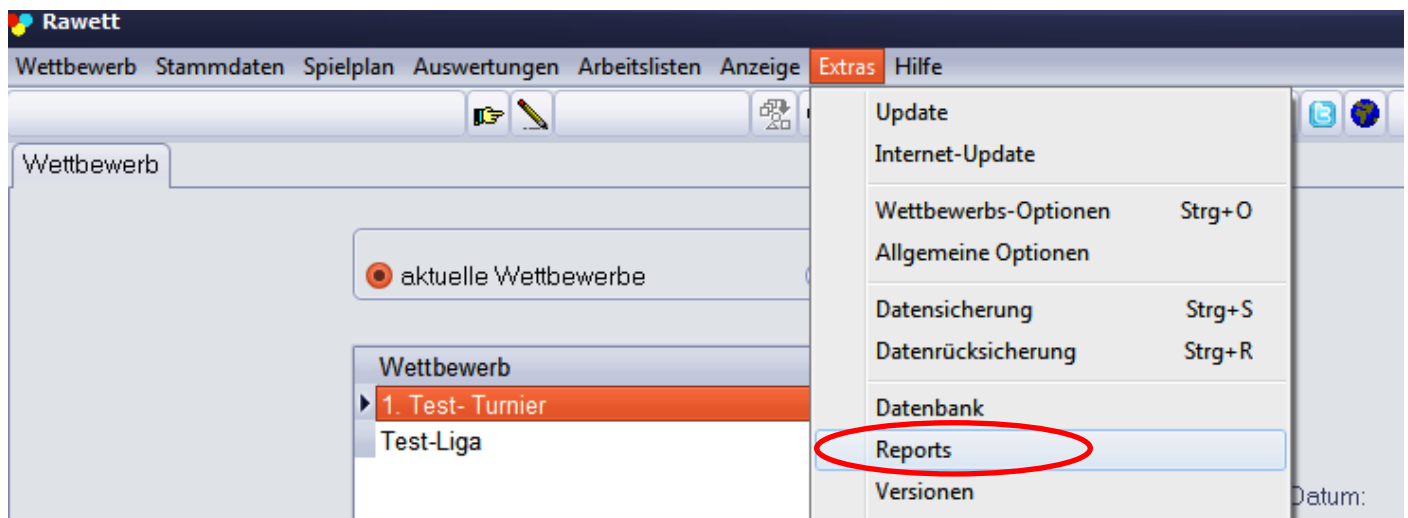 Rawett
Wettbewerb Stammdaten Spielplan Auswertungen Arbeitslisten Anzeige Extras Hilfe
Wettbewerb
aktuelle Wettbewerbe
Wettbewerb
1. Test- Turnier
Test-Liga
Update
Internet-Update
Wettbewerbs-Optionen Strg+O
Allgemeine Optionen
Datensicherung Strg+S
Datenrücksicherung Strg+R
Datenbank
Reports
Versionen
Datum: